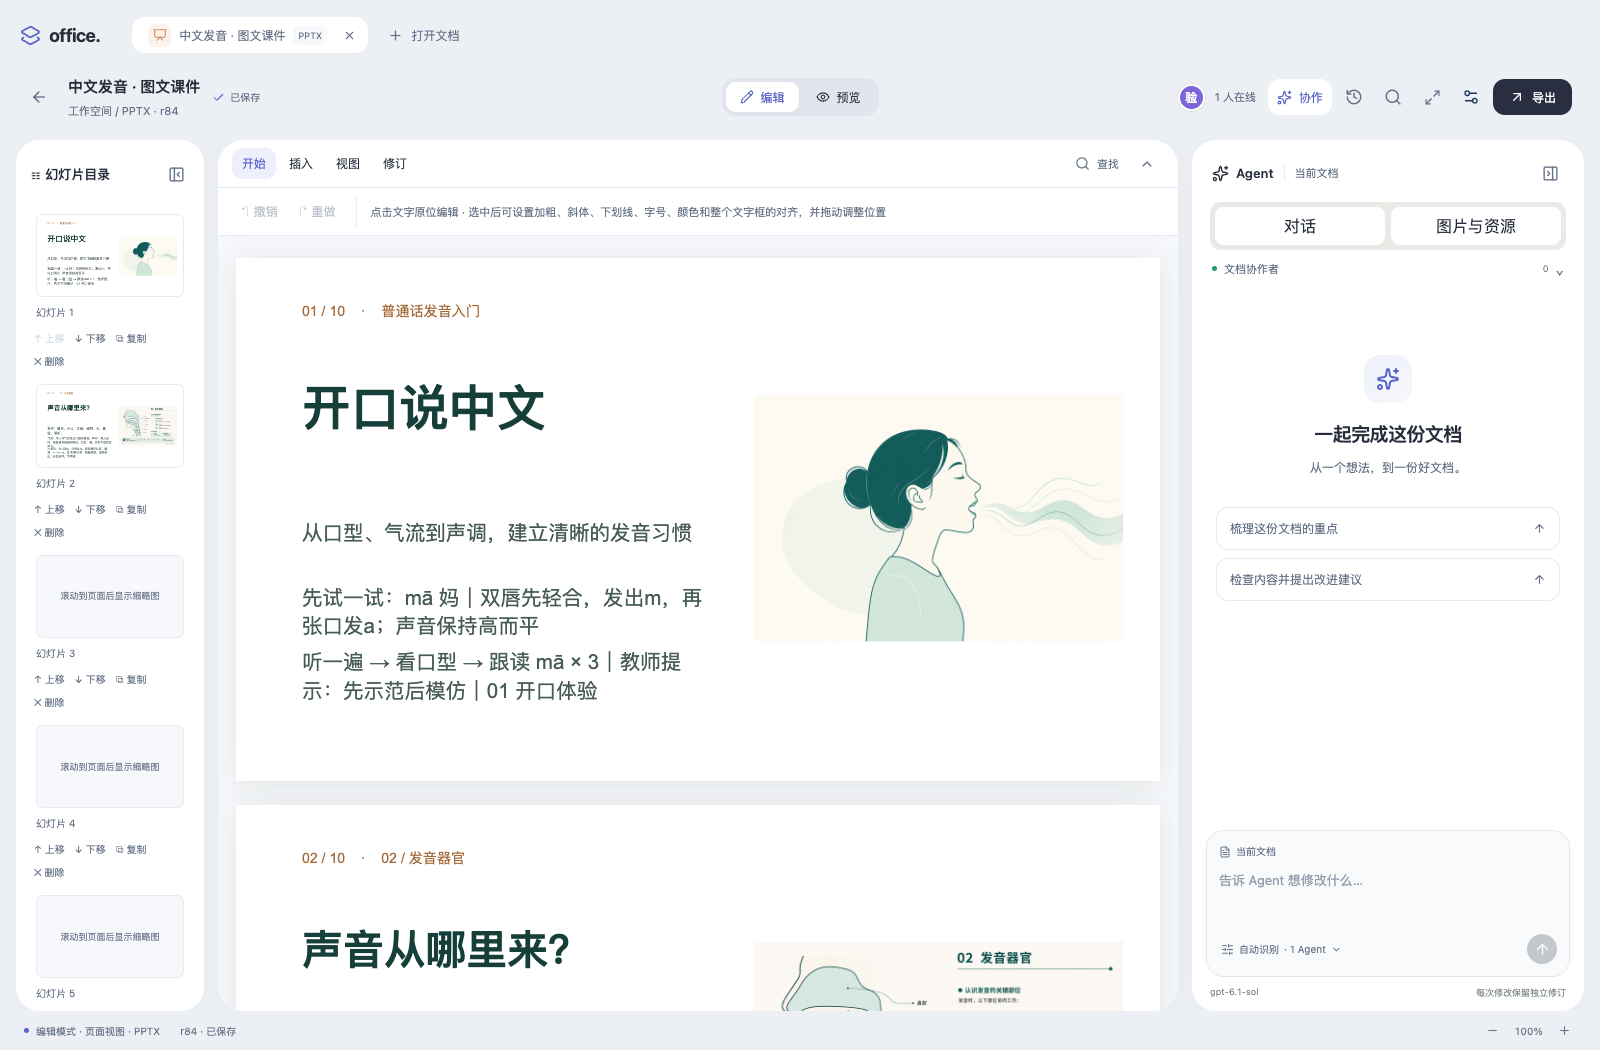 office.
中文发音 · 图文课件 PPTX
打开文档
中文发音 · 图文课件
工作空间 / PPTX · r84
已保存
编辑
预览
验
1 人在线
协作
导出
幻灯片目录
开口说中文
幻灯片 1
上移 下移 复制
删除
声音从哪里来?
幻灯片 2
上移 下移 复制
删除
滚动到页面后显示缩略图
幻灯片 3
上移 下移 复制
删除
滚动到页面后显示缩略图
幻灯片 4
上移 下移 复制
删除
滚动到页面后显示缩略图
幻灯片 5
开始 插入 视图 修订
查找
撤销 重做
点击文字原位编辑 · 选中后可设置加粗、斜体、下划线、字号、颜色和整个文字框的对齐，并拖动调整位置
01 / 10 · 普通话发音入门
开口说中文
从口型、气流到声调，建立清晰的发音习惯
先试一试：mā 妈｜双唇先轻合，发出m，再
张口发a；声音保持高而平
听一遍 → 看口型 → 跟读 mā × 3｜教师提
示：先示范后模仿｜01 开口体验
02 / 10 · 02 / 发音器官
声音从哪里来?
02 发音器官
认识发音的关键部位
鼻腔
Agent 当前文档
对话 图片与资源
文档协作者 0
一起完成这份文档
从一个想法，到一份好文档。
梳理这份文档的重点
检查内容并提出改进建议
当前文档
告诉 Agent 想修改什么...
自动识别 · 1 Agent
gpt-6.1-sol
每次修改保留独立修订
编辑模式 · 页面视图 · PPTX r84 · 已保存
100%